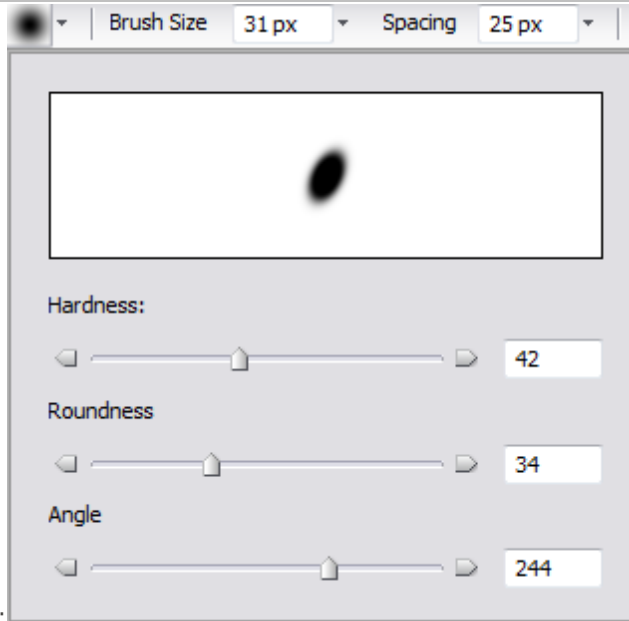 Brush Size 31 px Spacing 25 px
Hardness:
42
Roundness
34
Angle
244
.